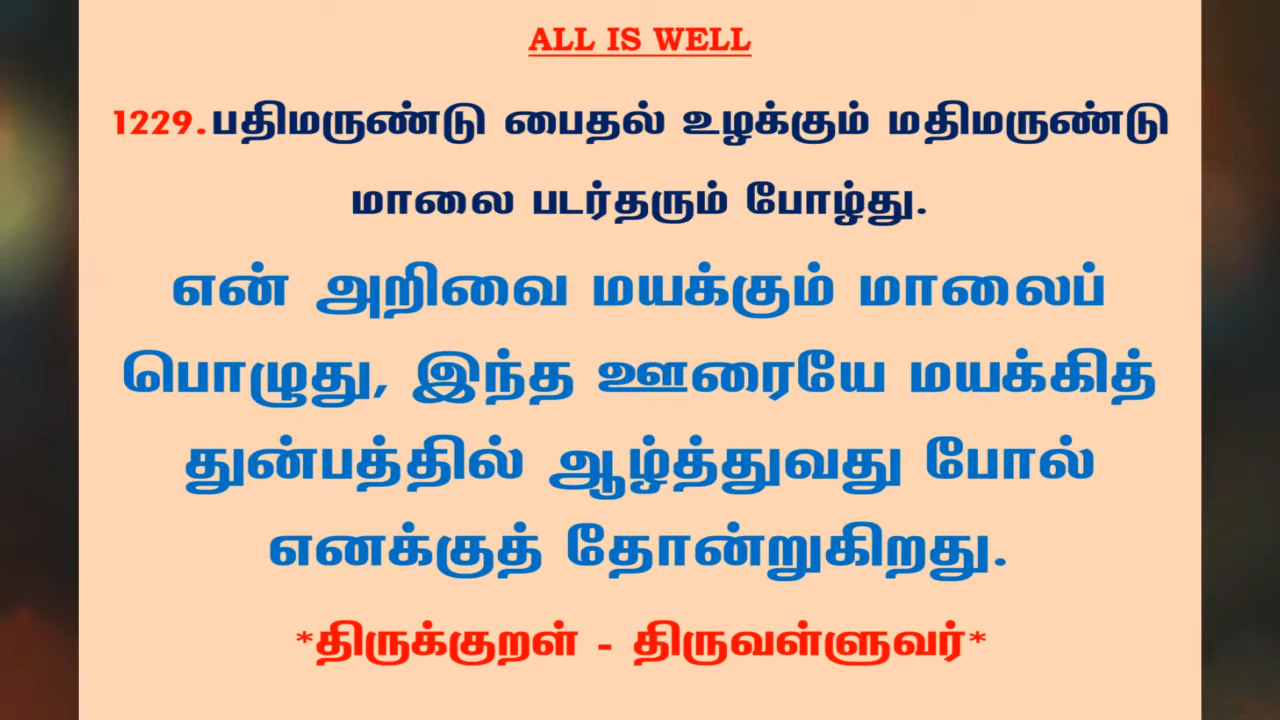 ALL IS WELL
1229.பதிமருண்டு பைதல் உழக்கும் மதிமருண்டு
மாலை படர்தரும் போழ்து.
என் அறிவை மயக்கும் மாலைப்
பொழுது, இந்த ஊரையே மயக்கித்
துன்பத்தில் ஆழ்த்துவது போல்
எனக்குத் தோன்றுகிறது.
*திருக்குறள் - திருவள்ளுவர்*